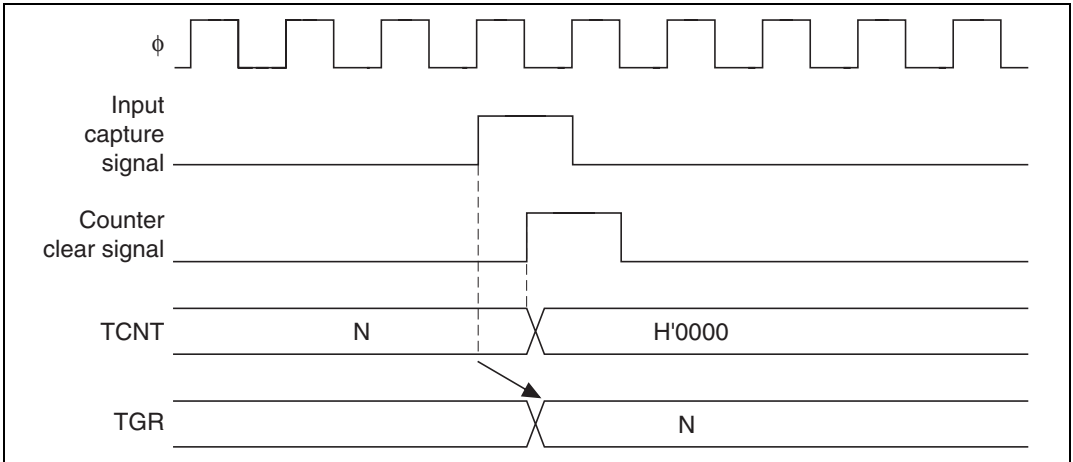 ϕ
Input
capture
signal
Counter
clear signal
TCNT
N
H'0000
TGR
N